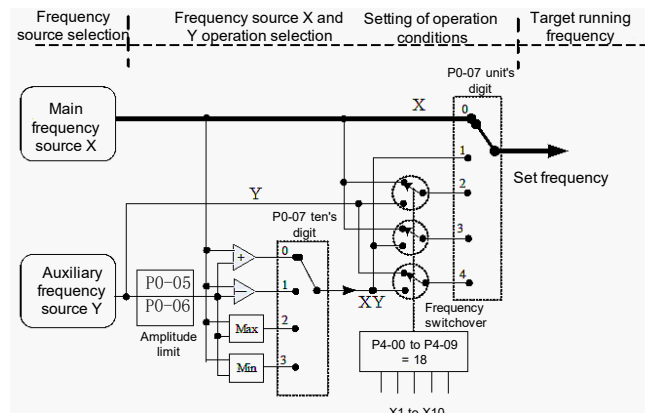 Frequency
source selection
Frequency source X and
Y operation selection
Setting of operation
conditions
Target running
frequency
P0-07 unit's
digit
Main
frequency
source X
X
0
1
2
3
4
Set frequency
Y
P0-07 ten's
digit
Auxiliary
frequency
source Y
P0-05
P0-06
Amplitude
limit
+
−
Max
Min
0
1
2
3
XY
Frequency
switchover
P4-00 to P4-09
= 18
X1 to X10